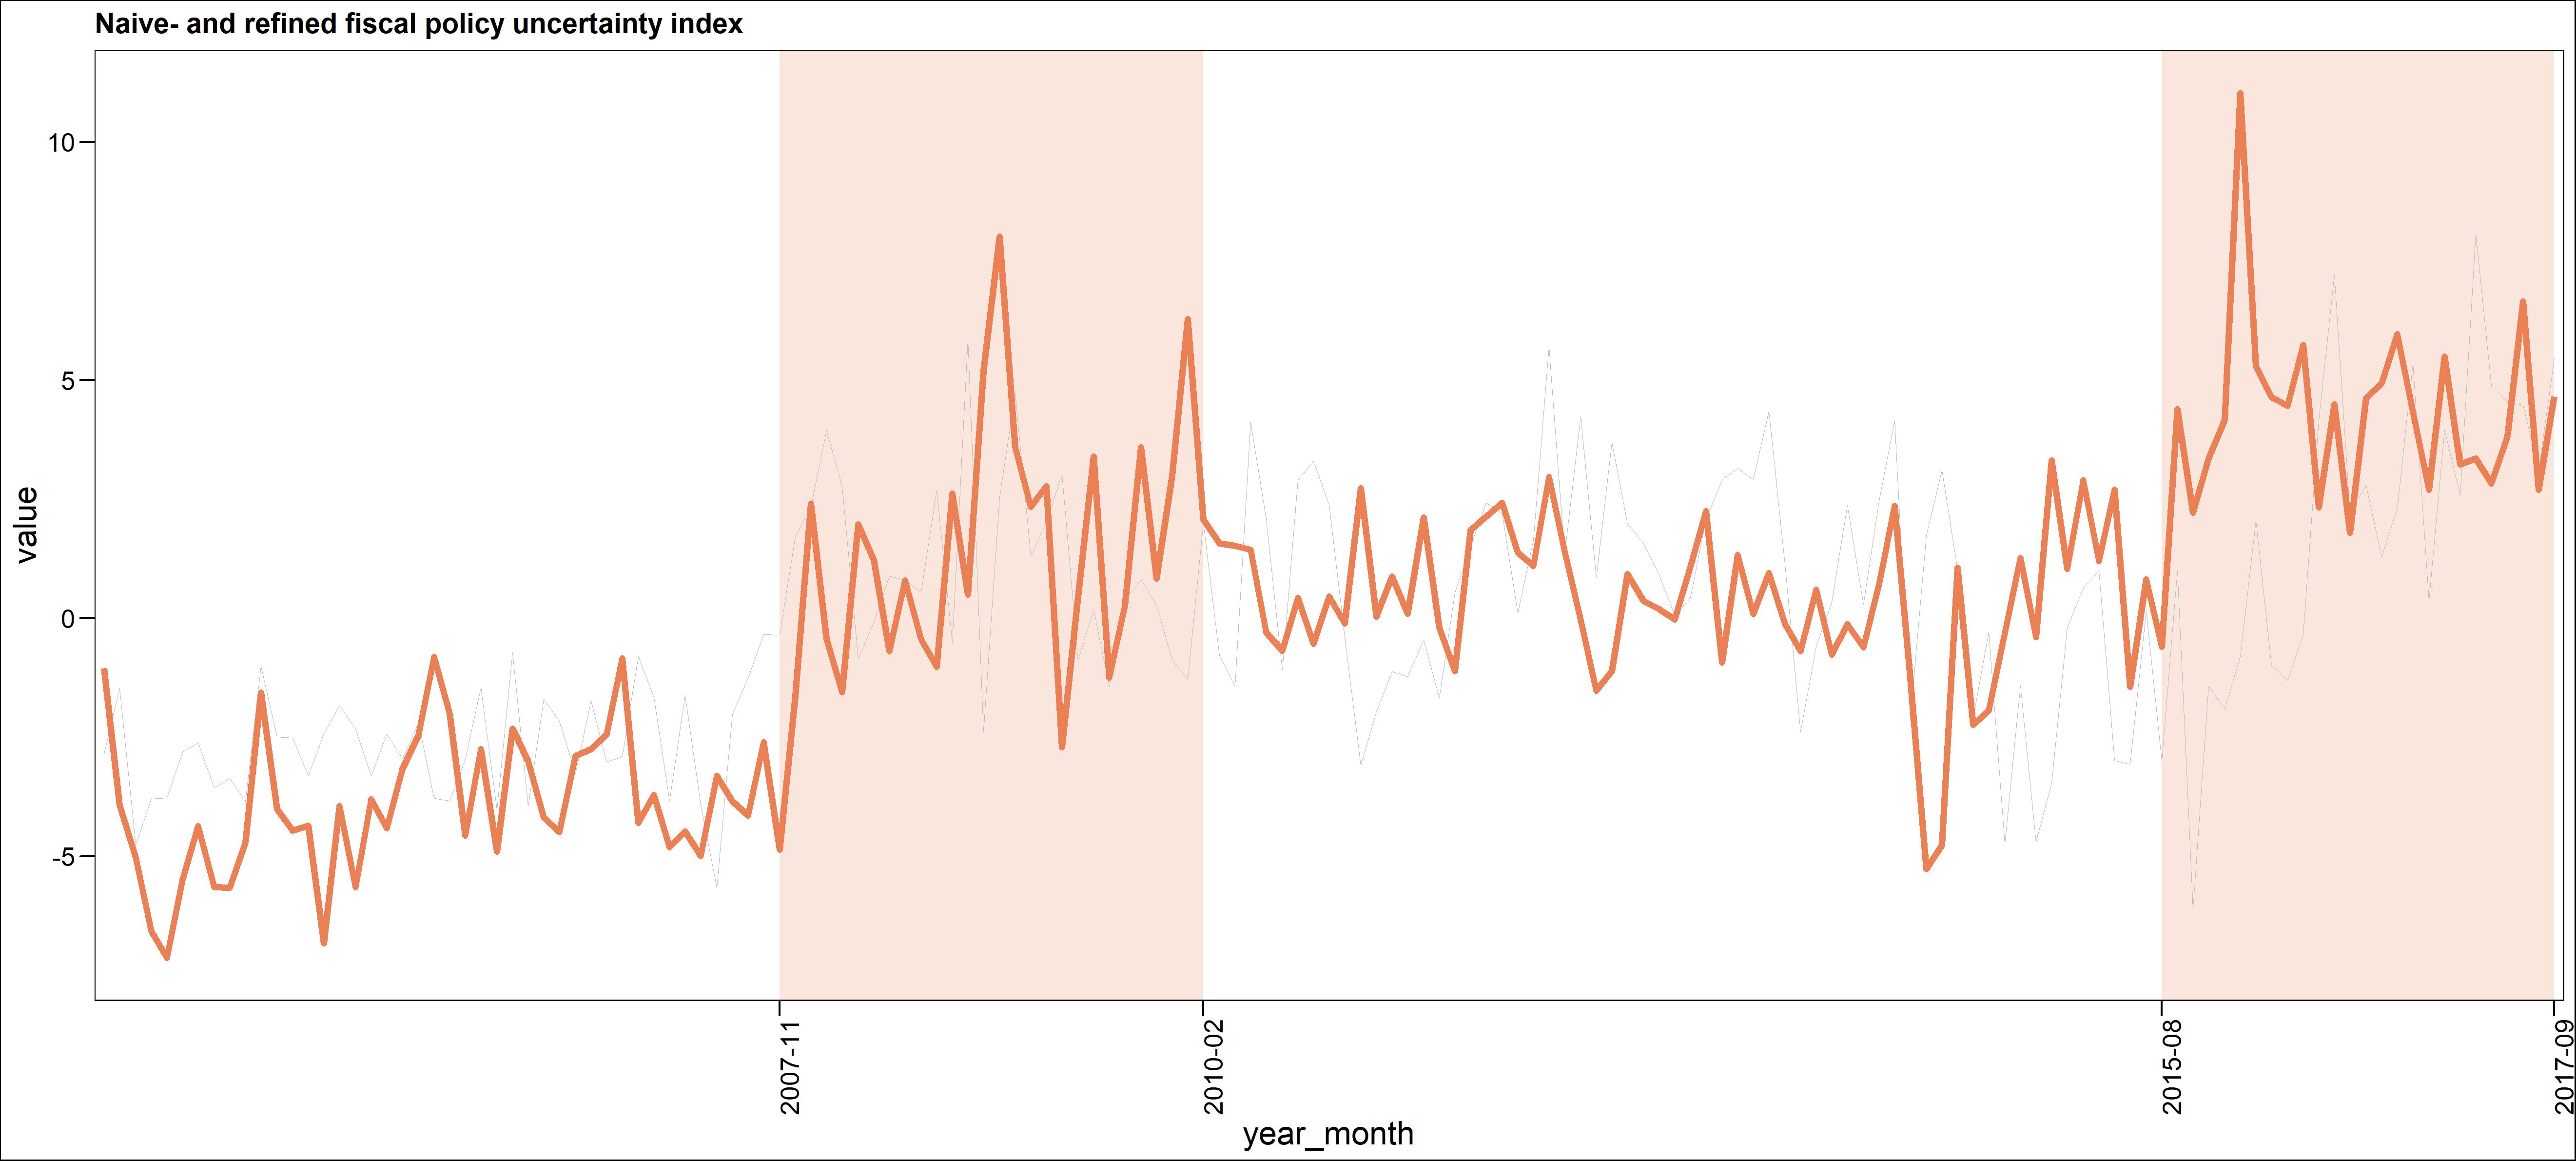 Naive- and refined fiscal policy uncertainty index
10
5
0
-5
value
2007-11
2010-02
2015-08
2017-09
year_month